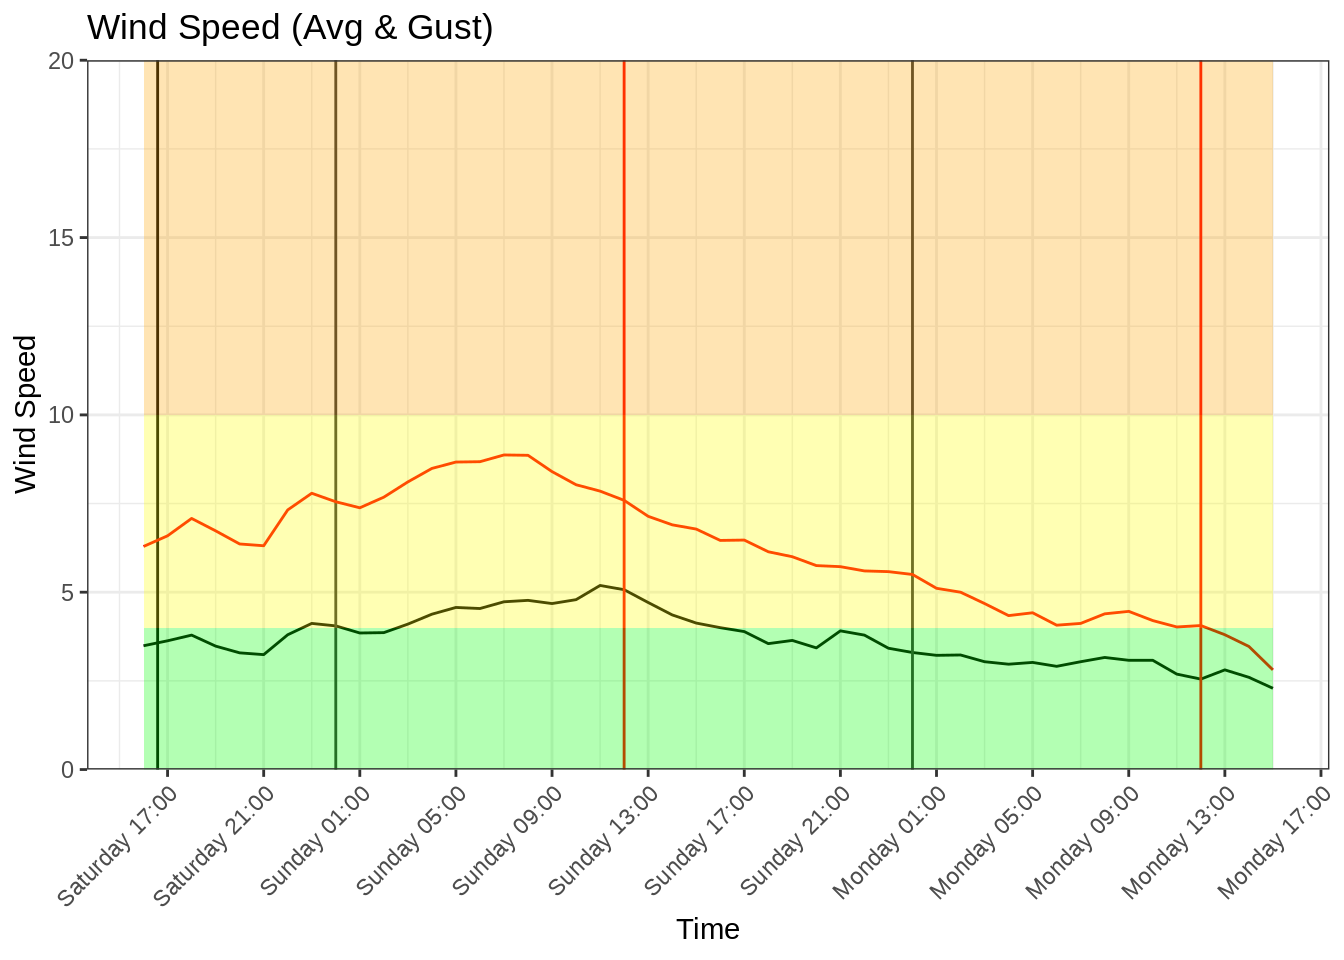 Wind Speed (Avg & Gust)
Wind Speed
20
15
10
5
0
Saturday 17:00
Saturday 21:00
Sunday 01:00
Sunday 05:00
Sunday 09:00
Sunday 13:00
Sunday 17:00
Sunday 21:00
Monday 01:00
Monday 05:00
Monday 09:00
Monday 13:00
Monday 17:00
Time